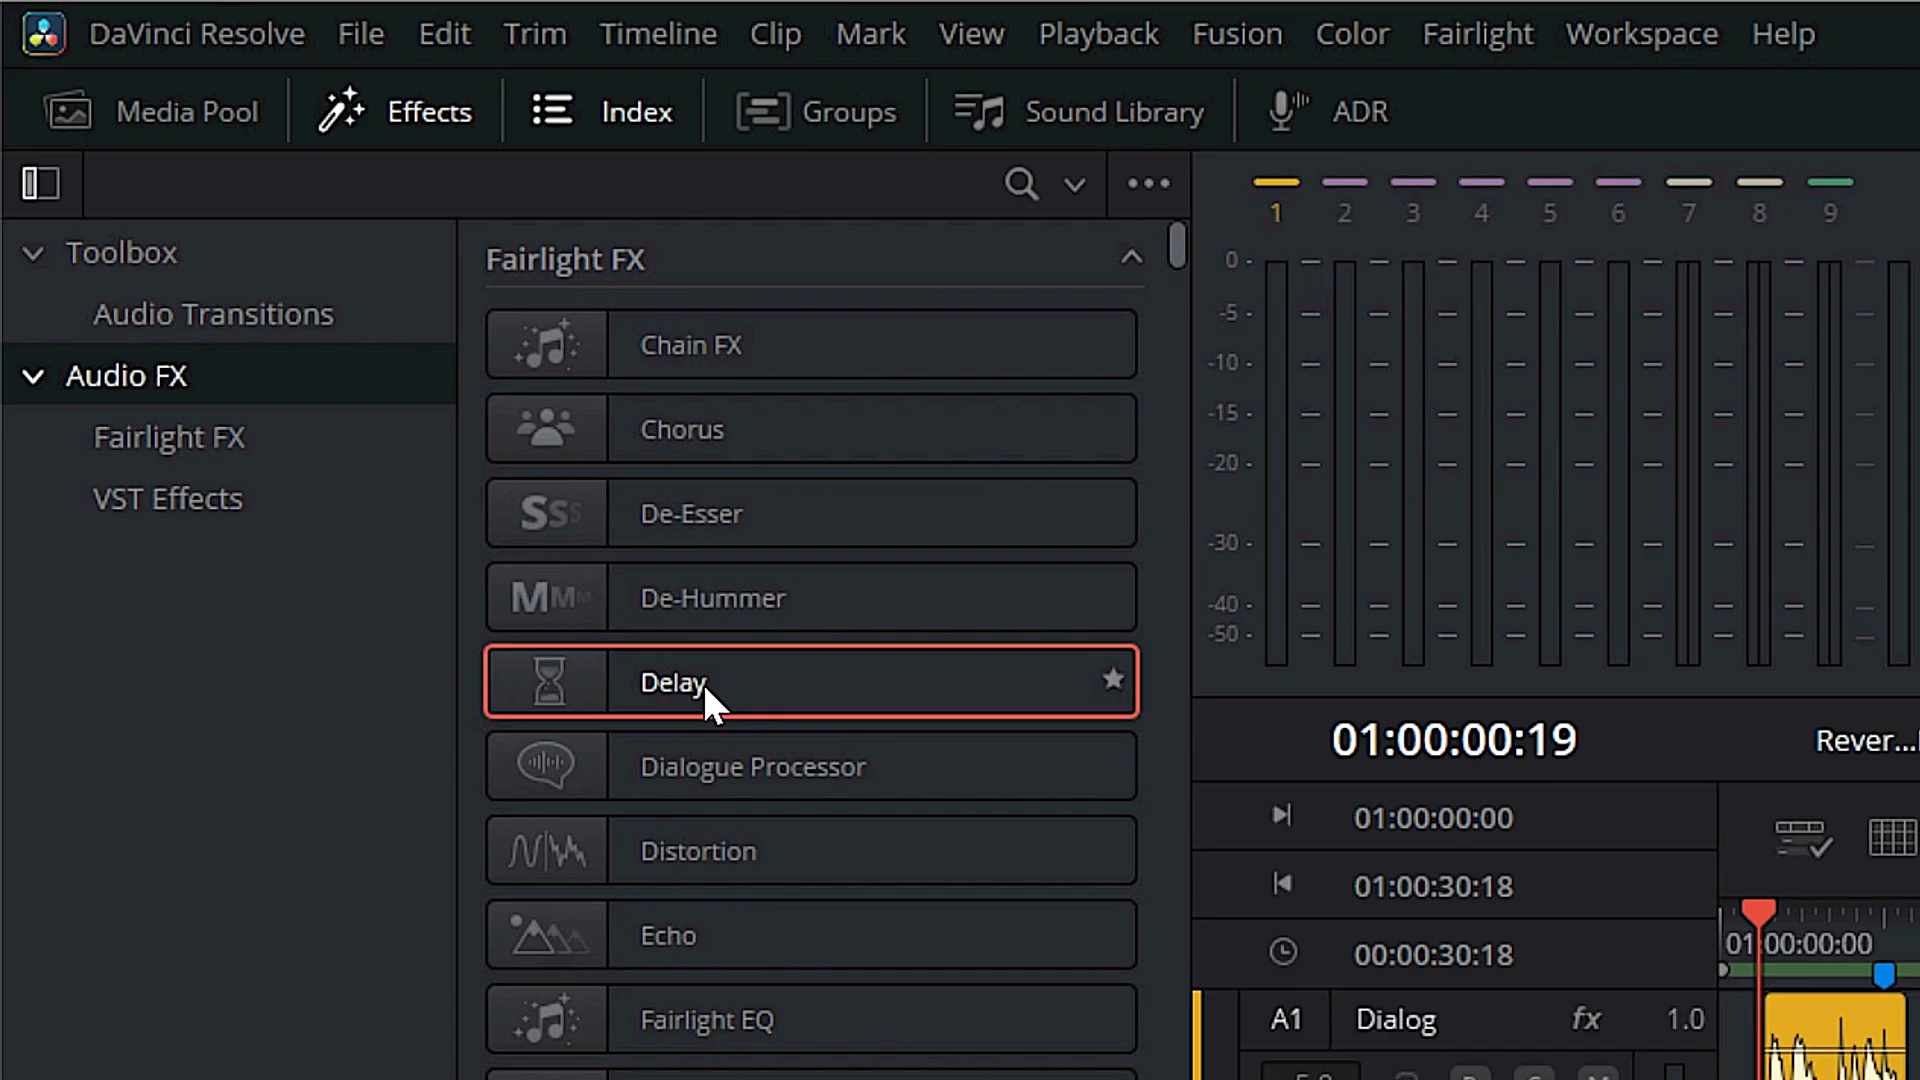 DaVinci Resolve File Edit Trim Timeline Clip Mark View Playback Fusion Color Fairlight Workspace Help
Media Pool Effects Index Groups Sound Library ADR
Toolbox
Audio Transitions
Audio FX
Fairlight FX
VST Effects
Fairlight FX
Chain FX
Chorus
SSS De-Esser
MMM De-Hummer
Delay
Dialogue Processor
Distortion
Echo
Fairlight EQ
1 2 3 4 5 6 7 8 9
0 -
-5 -
-10 -
-15 -
-20 -
-30 -
-40 -
-50 -
01:00:00:19 Rever...
01:00:00:00
01:00:30:18
00:00:30:18
01:00:00:00
A1 Dialog fx 1.0